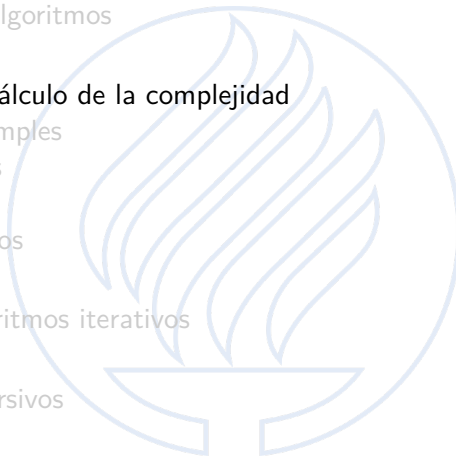 lgoritmos
álculo de la complejidad
mples
s
os
ritmos iterativos
rsivos